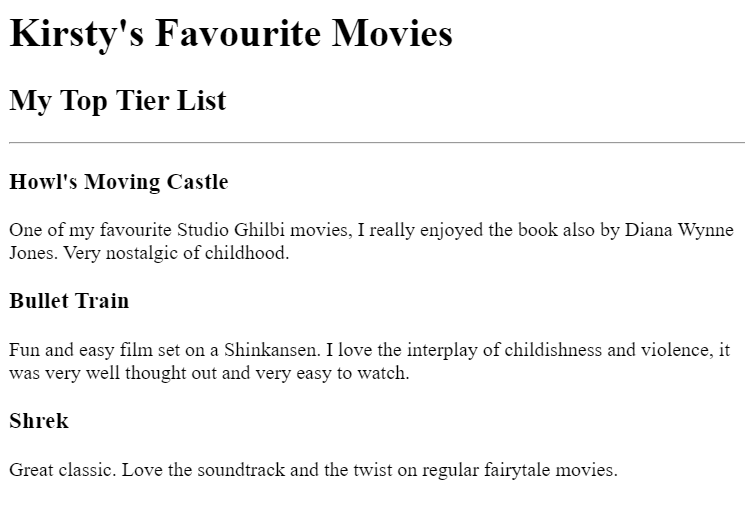 Kirsty's Favourite Movies
My Top Tier List
Howl's Moving Castle
One of my favourite Studio Ghilbi movies, I really enjoyed the book also by Diana Wynne
Jones. Very nostalgic of childhood.
Bullet Train
Fun and easy film set on a Shinkansen. I love the interplay of childishness and violence, it
was very well thought out and very easy to watch.
Shrek
Great classic. Love the soundtrack and the twist on regular fairytale movies.